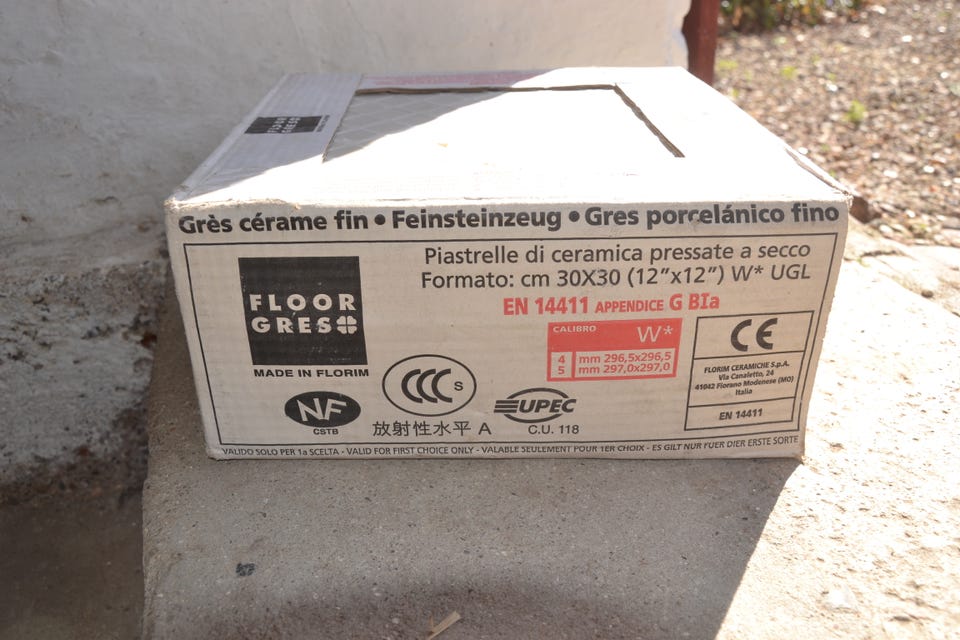 FLOOR
GRES
Grès cérame fin • Feinsteinzeug • Gres porcelánico fino
Piastrelle di ceramica pressate a secco
Formato: cm 30X30 (12"x12") W* UGL
EN 14411 APPENDICE G BIa
FLOOR
GRES
MADE IN FLORIM
CALIBRO W*
4 mm 296,5x296,5
5 mm 297,0x297,0
CE
FLORIM CERAMICHE S.p.A.
Via Canaletto, 24
41042 Fiorano Modenese (MO)
Italia
EN 14411
NF
CSTB
CCC S
放射性水平 A
UPEC
C.U. 118
VALIDO SOLO PER 1a SCELTA - VALID FOR FIRST CHOICE ONLY - VALABLE SEULEMENT POUR 1ER CHOIX - ES GILT NUR FUER DIER ERSTE SORTE